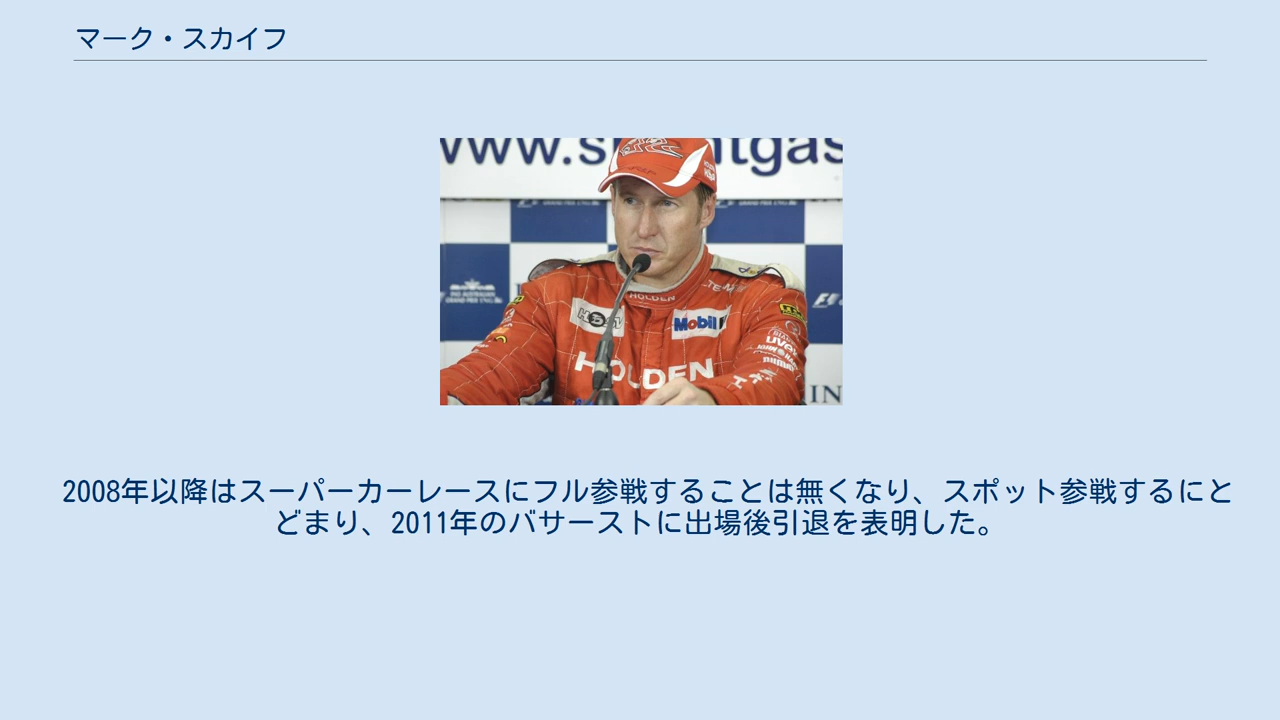 マーク・スカイフ
www.s
ntgas
HOLDEN
Mobil 1
HOLDEN
IN
2008年以降はスーパーカーレースにフル参戦することは無くなり、スポット参戦するにと
どまり、2011年のバサーストに出場後引退を表明した。